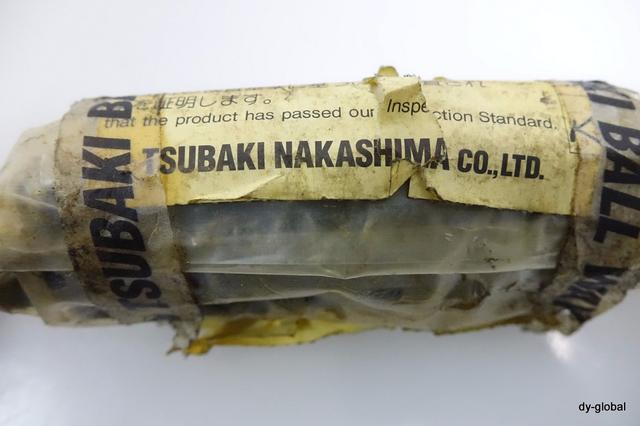 を証明します。
that the product has passed our Inspection Standard.
TSUBAKI NAKASHIMA CO.,LTD.
TSUBAKI B
TSUBAKI
BALL
dy-global